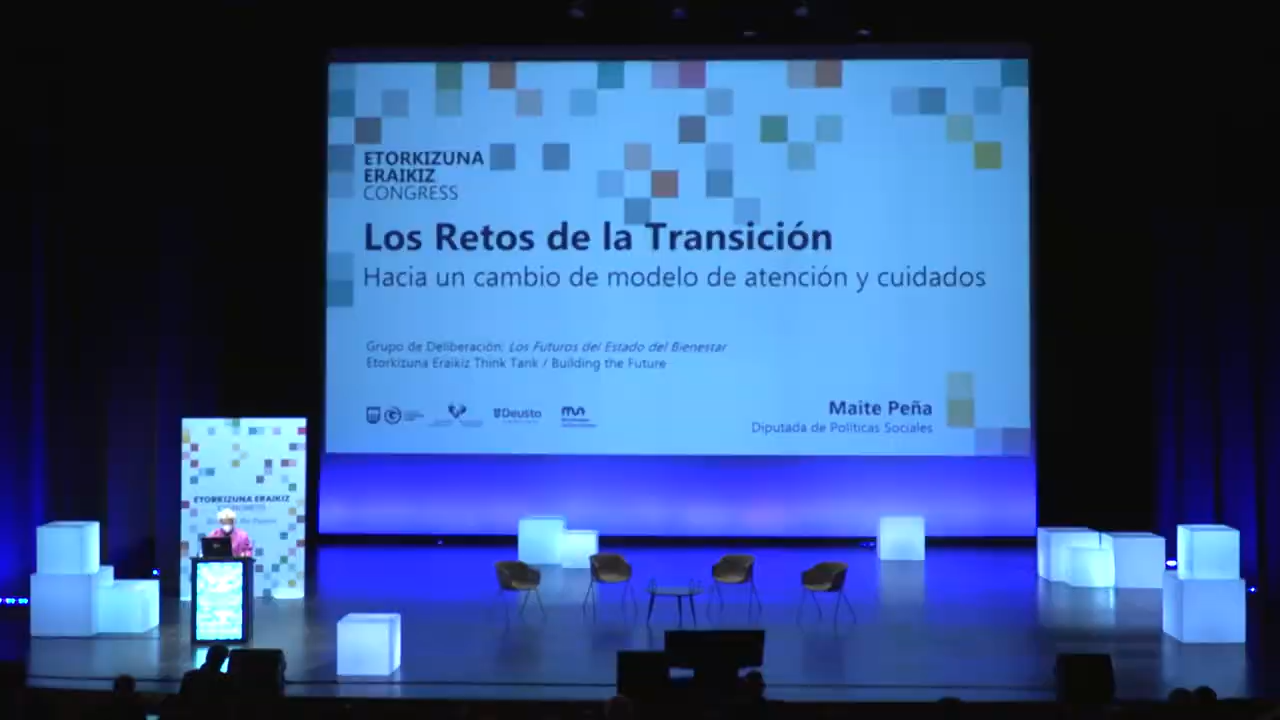 ETORKIZUNA
ERAIKIZ
CONGRESS
Los Retos de la Transición
Hacia un cambio de modelo de atención y cuidados
Grupo de Deliberación: Los Futuros del Estado del Bienestar
Etorkizuna Eraikiz Think Tank / Building the Future
Deusto
Maite Peña
Diputada de Políticas Sociales
ETORKIZUNA ERAIKIZ